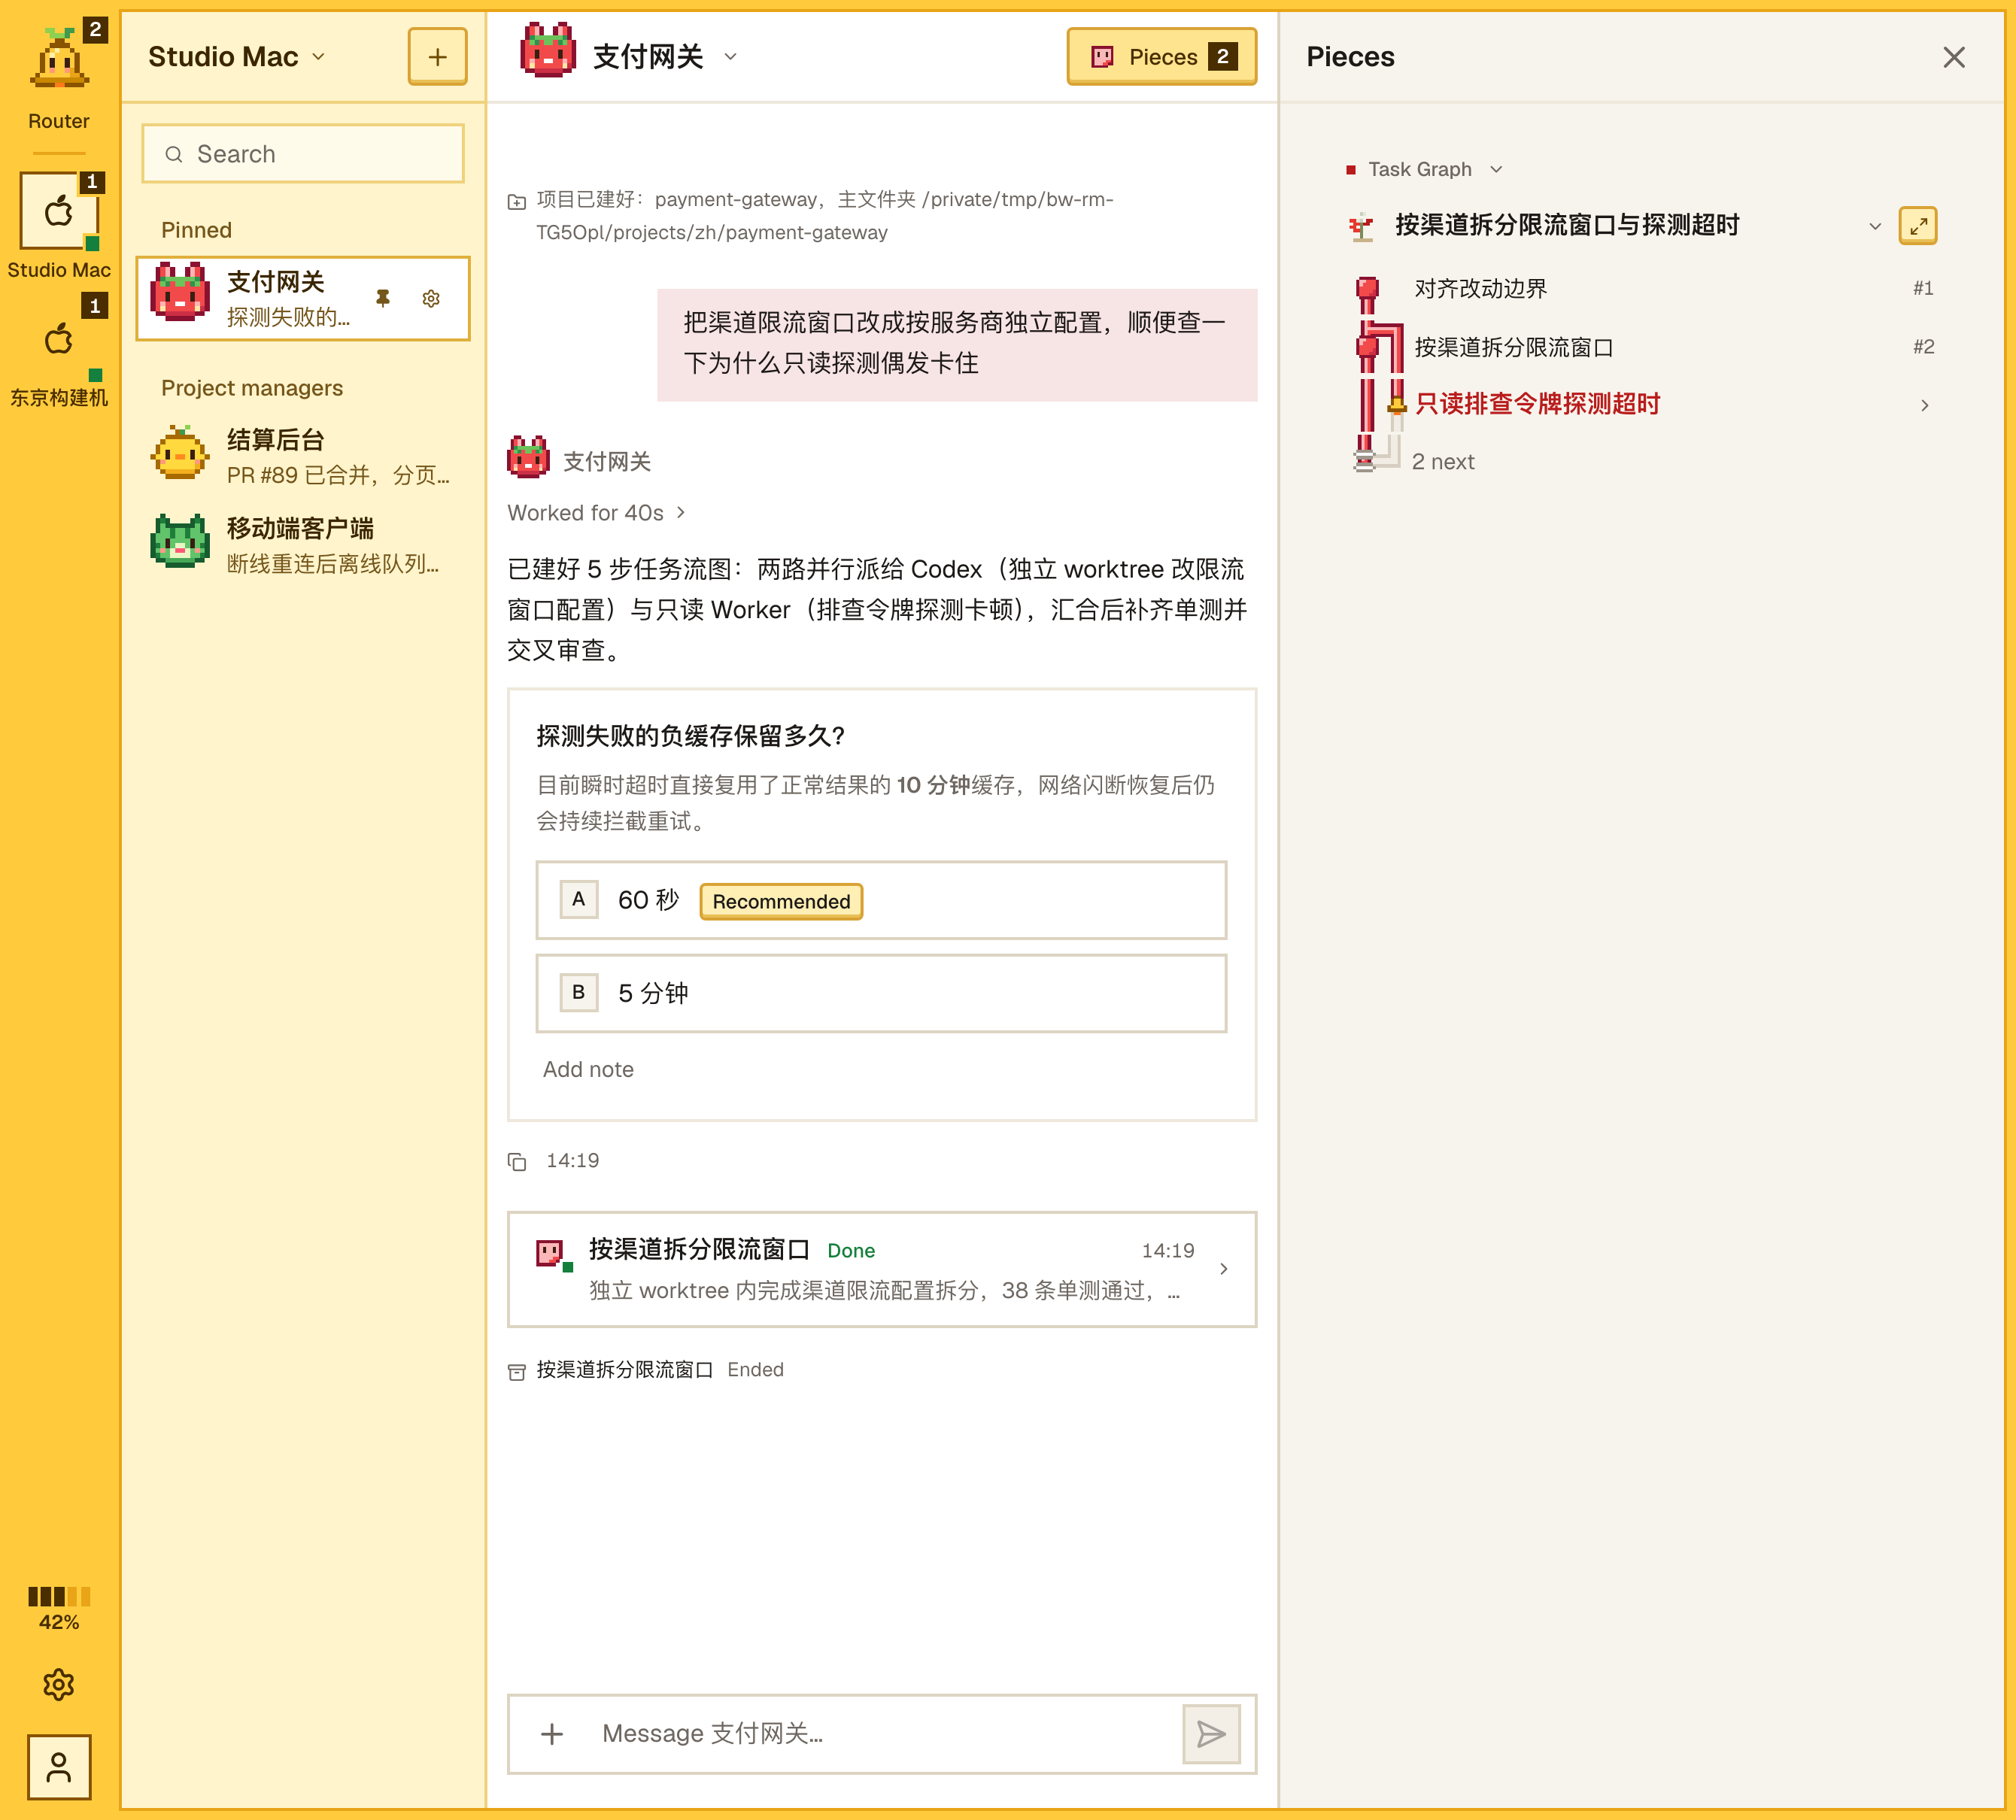 2
Router
1
Studio Mac
1
东京构建机
42%
Studio Mac
Search
Pinned
支付网关
探测失败的...
Project managers
结算后台
PR #89 已合并，分页...
移动端客户端
断线重连后离线队列...
支付网关
Pieces 2
项目已建好：payment-gateway，主文件夹 /private/tmp/bw-rm-
TG5Opl/projects/zh/payment-gateway
把渠道限流窗口改成按服务商独立配置，顺便查一
下为什么只读探测偶发卡住
支付网关
Worked for 40s
已建好 5 步任务流图：两路并行派给 Codex（独立 worktree 改限流
窗口配置）与只读 Worker（排查令牌探测卡顿），汇合后补齐单测并
交叉审查。
探测失败的负缓存保留多久？
目前瞬时超时直接复用了正常结果的 10 分钟缓存，网络闪断恢复后仍
会持续拦截重试。
A 60 秒 Recommended
B 5 分钟
Add note
14:19
按渠道拆分限流窗口 Done 14:19
独立 worktree 内完成渠道限流配置拆分，38 条单测通过，...
按渠道拆分限流窗口 Ended
Message 支付网关...
Pieces
Task Graph
按渠道拆分限流窗口与探测超时
对齐改动边界 #1
按渠道拆分限流窗口 #2
只读排查令牌探测超时
2 next